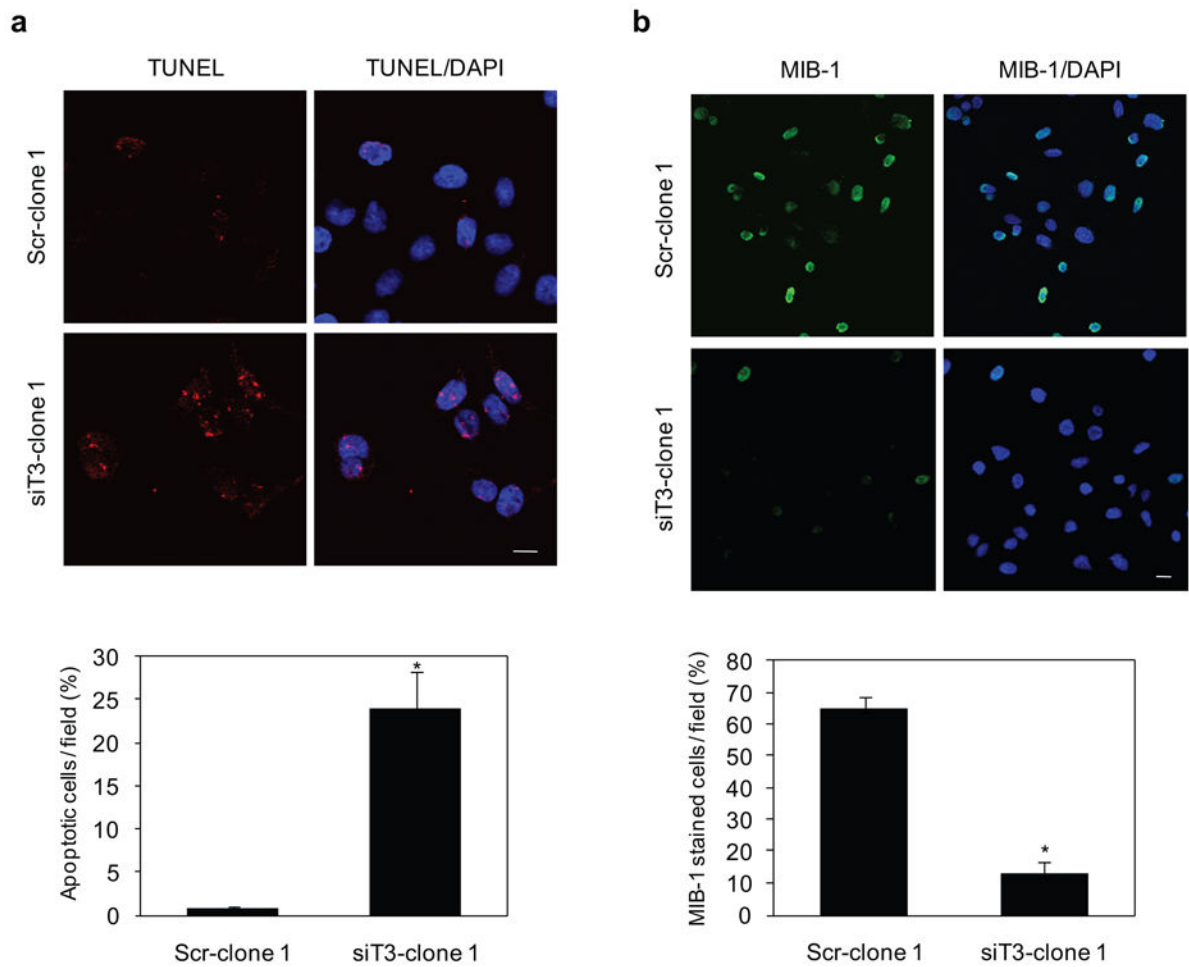 a
TUNEL
TUNEL/DAPI
Scr-clone 1
siT3-clone 1
Apoptotic cells/field (%)
30
25
20
15
10
5
0
*
Scr-clone 1
siT3-clone 1
b
MIB-1
MIB-1/DAPI
Scr-clone 1
siT3-clone 1
MIB-1 stained cells/field (%)
80
70
60
50
40
30
20
10
0
*
Scr-clone 1
siT3-clone 1